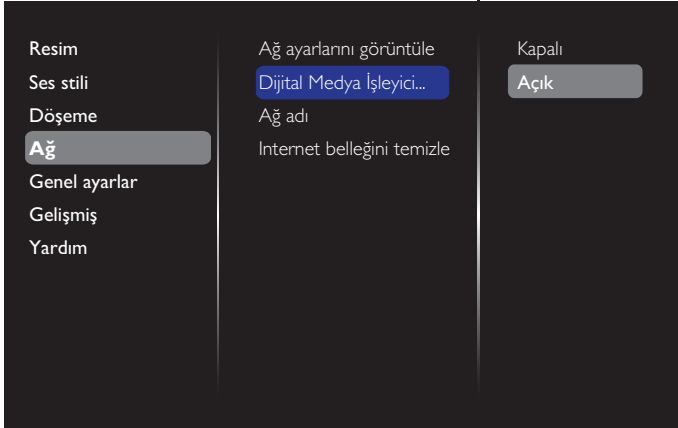 Resim
Ses stili
Döşeme
Ağ
Genel ayarlar
Gelişmiş
Yardım
Ağ ayarlarını görüntüle
Dijital Medya İşleyici...
Ağ adı
Internet belleğini temizle
Kapalı
Açık